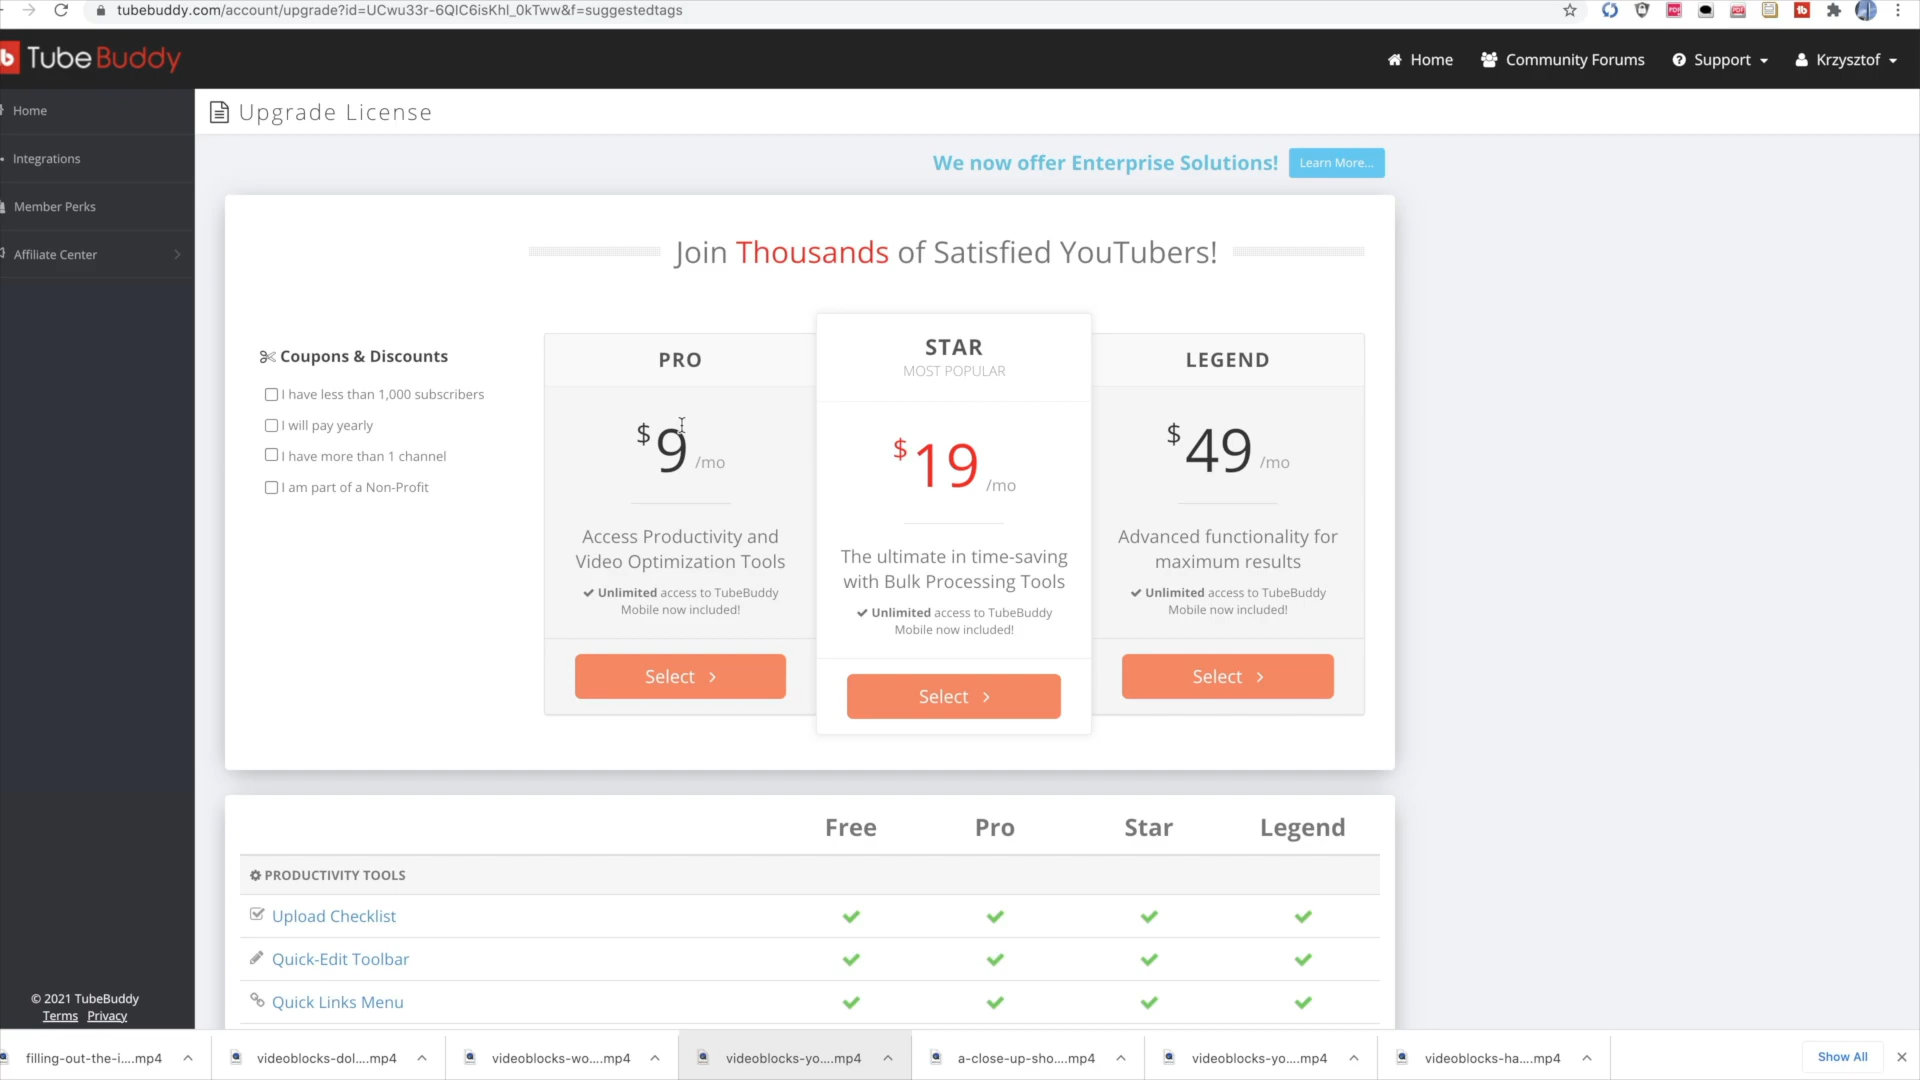 tubebuddy.com/account/upgrade?id=UCwu33r-6QlC6isKhl_0kTww&f=suggestedtags
TubeBuddy
Home
Community Forums
Support
Krzysztof
Home
Integrations
Member Perks
Affiliate Center
Upgrade License
We now offer Enterprise Solutions!
Learn More...
Join Thousands of Satisfied YouTubers!
Coupons & Discounts
I have less than 1,000 subscribers
I will pay yearly
I have more than 1 channel
I am part of a Non-Profit
PRO
$9 /mo
Access Productivity and
Video Optimization Tools
Unlimited access to TubeBuddy
Mobile now included!
Select
STAR
MOST POPULAR
$19 /mo
The ultimate in time-saving
with Bulk Processing Tools
Unlimited access to TubeBuddy
Mobile now included!
Select
LEGEND
$49 /mo
Advanced functionality for
maximum results
Unlimited access to TubeBuddy
Mobile now included!
Select
Free Pro Star Legend
PRODUCTIVITY TOOLS
Upload Checklist
Quick-Edit Toolbar
Quick Links Menu
© 2021 TubeBuddy
Terms Privacy
filling-out-the-i....mp4
videoblocks-dol....mp4
videoblocks-wo....mp4
videoblocks-yo....mp4
a-close-up-sho....mp4
videoblocks-yo....mp4
videoblocks-ha....mp4
Show All